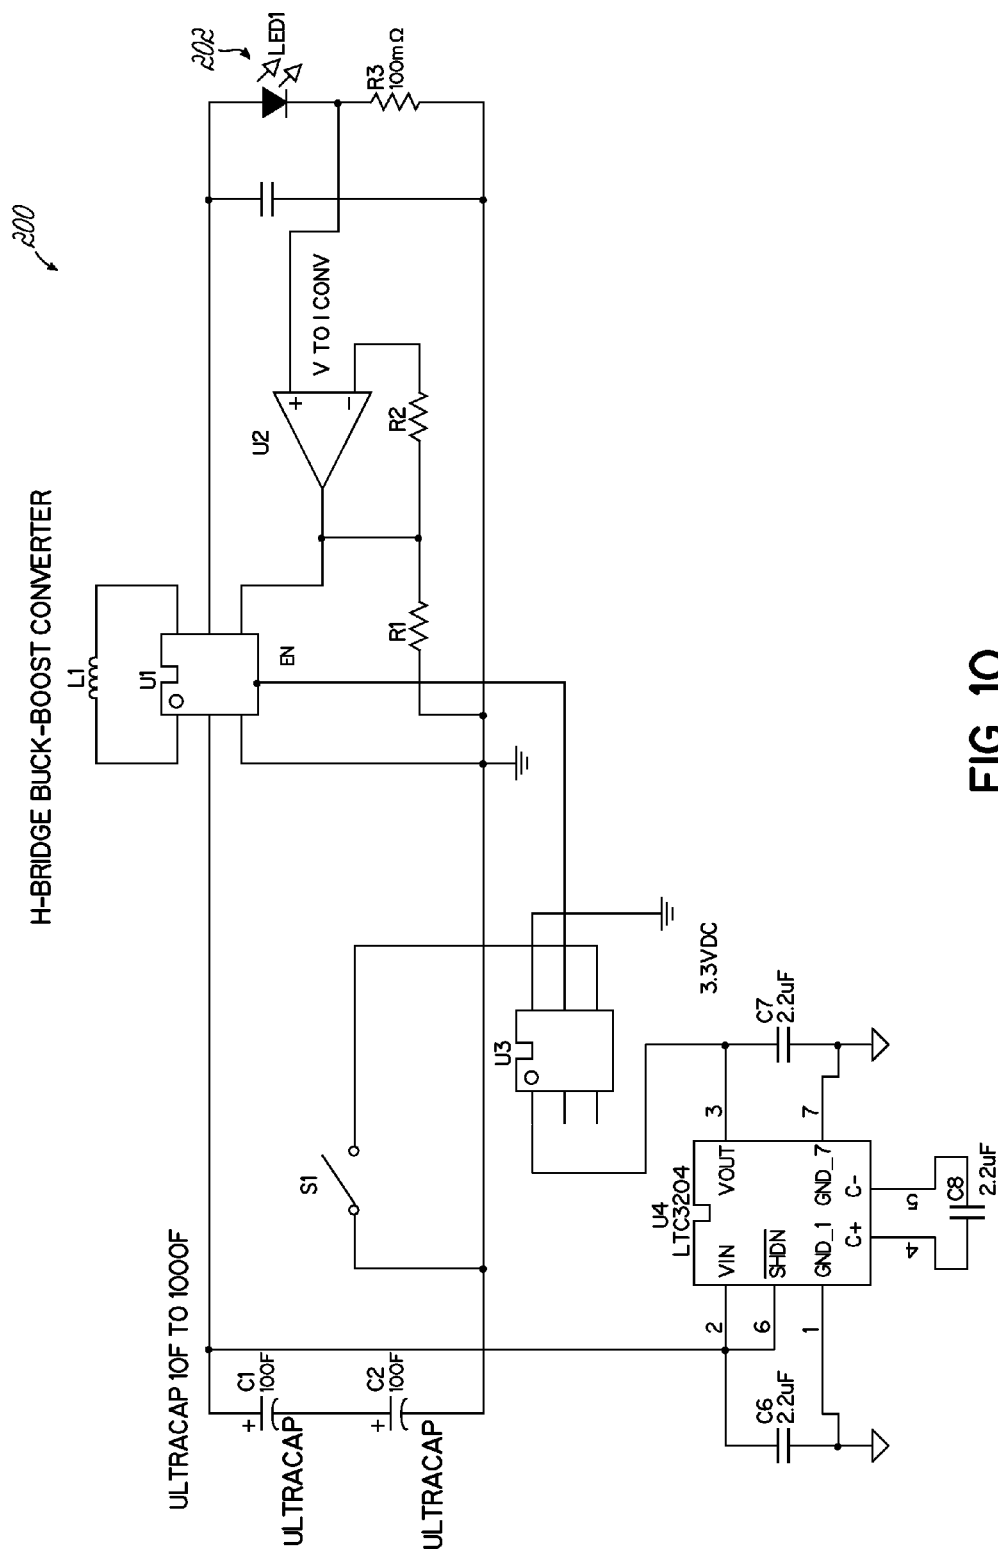 200
H-BRIDGE BUCK-BOOST CONVERTER
ULTRACAP 10F TO 1000F
+
C1
100F
ULTRACAP
+
C2
100F
ULTRACAP
S1
L1
U1
EN
R1
R2
U2
+
−
V TO I CONV
202
LED1
R3
100mΩ
U3
3.3VDC
C7
2.2uF
U4
LTC3204
VIN
VOUT
SHDN
GND_1
GND_7
C+
C-
2
6
1
3
7
4
5
C6
2.2uF
C8
2.2uF
FIG. 10